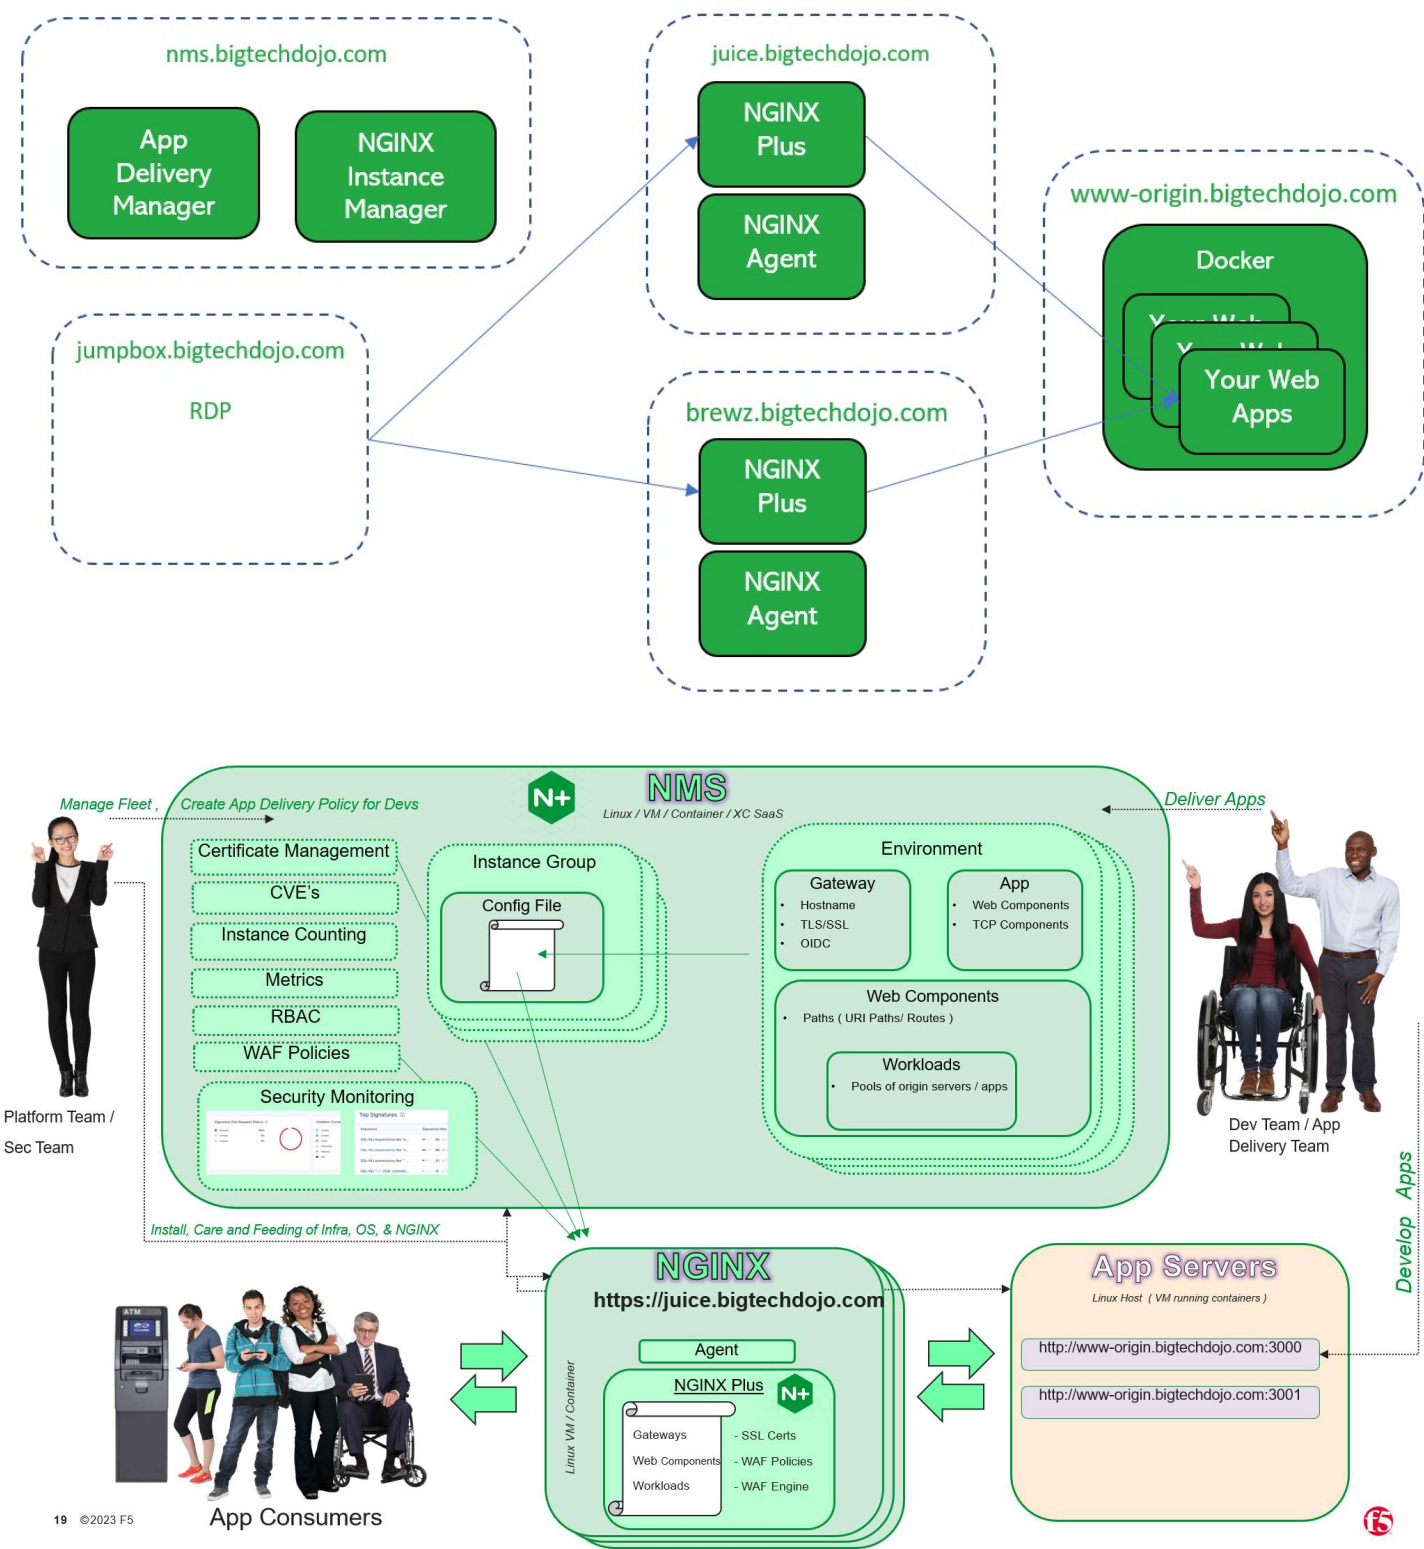 nms.bigtechdojo.com
App
Delivery
Manager
NGINX
Instance
Manager
jumpbox.bigtechdojo.com
RDP
juice.bigtechdojo.com
NGINX
Plus
NGINX
Agent
brewz.bigtechdojo.com
NGINX
Plus
NGINX
Agent
www-origin.bigtechdojo.com
Docker
Your Web
Your Web
Your Web
Apps
Manage Fleet , Create App Delivery Policy for Devs
N+
NMS
Linux / VM / Container / XC SaaS
Deliver Apps
Certificate Management
CVE's
Instance Counting
Metrics
RBAC
WAF Policies
Security Monitoring
Top Signatures
Instance Group
Config File
Environment
Gateway
• Hostname
• TLS/SSL
• OIDC
App
• Web Components
• TCP Components
Web Components
• Paths ( URI Paths/ Routes )
Workloads
• Pools of origin servers / apps
Platform Team /
Sec Team
Dev Team / App
Delivery Team
Develop Apps
Install, Care and Feeding of Infra, OS, & NGINX
NGINX
https://juice.bigtechdojo.com
Linux VM / Container
Agent
NGINX Plus
N+
Gateways
Web Components
Workloads
- SSL Certs
- WAF Policies
- WAF Engine
App Servers
Linux Host ( VM running containers )
http://www-origin.bigtechdojo.com:3000
http://www-origin.bigtechdojo.com:3001
ATM
App Consumers
19 ©2023 F5
f5